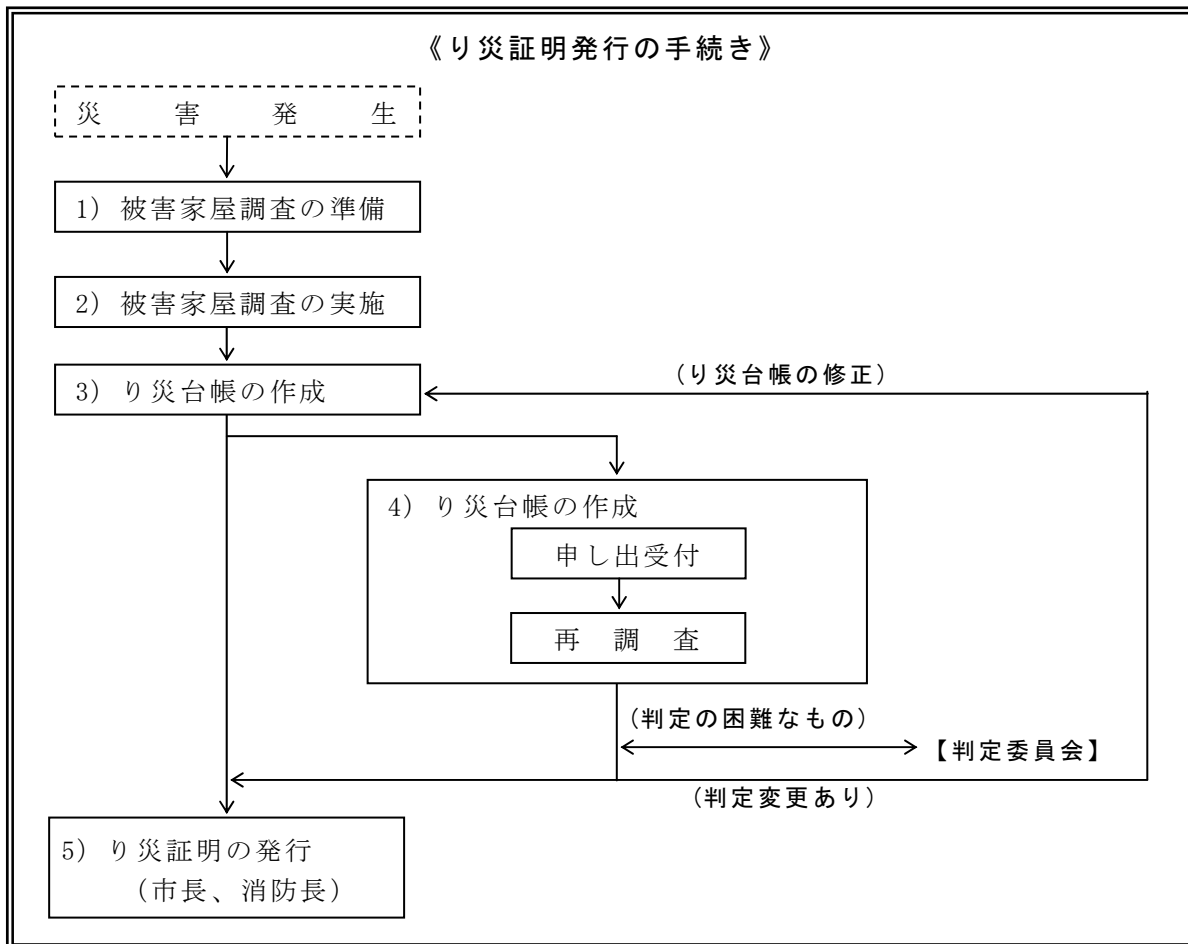 《り災証明発行の手続き》
災害発生
1) 被害家屋調査の準備
2) 被害家屋調査の実施
(り災台帳の修正)
3) り災台帳の作成
4) り災台帳の作成
申し出受付
再調査
(判定の困難なもの)
【判定委員会】
(判定変更あり)
5) り災証明の発行
(市長、消防長)